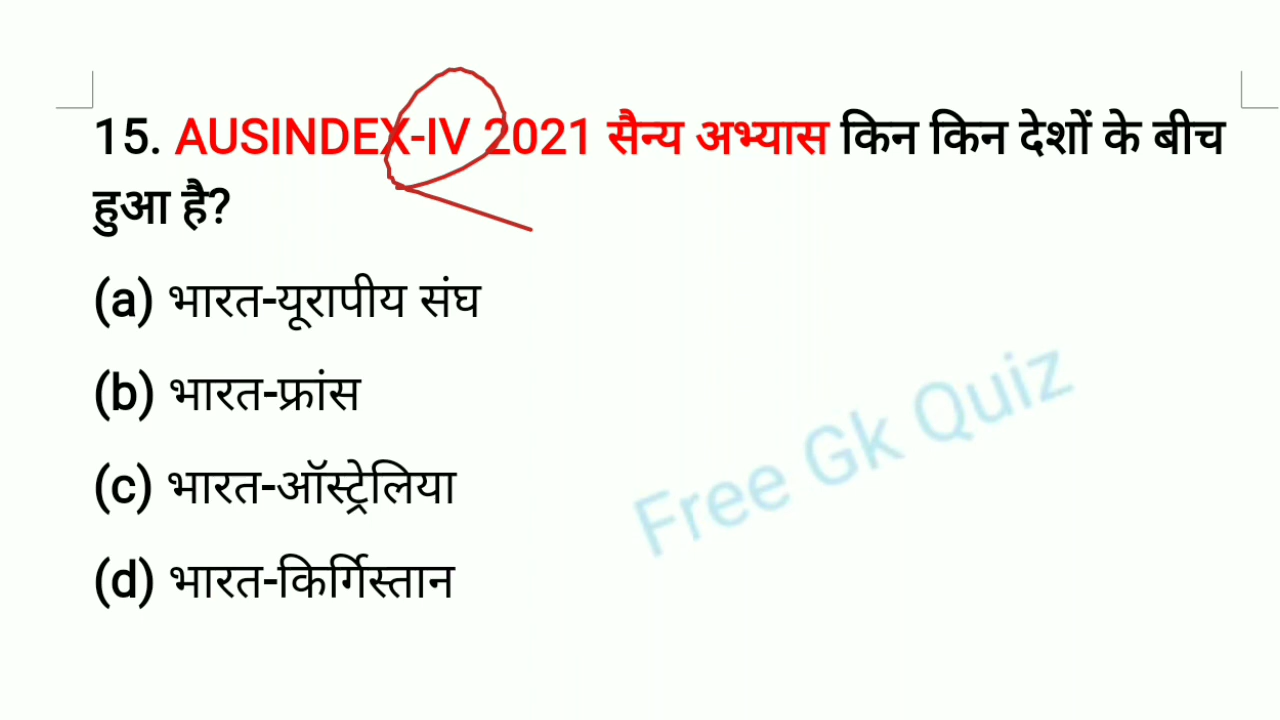 15. AUSINDEX-IV 2021 सैन्य अभ्यास किन किन देशों के बीच
हुआ है?
(a) भारत-यूरापीय संघ
(b) भारत-फ्रांस
(c) भारत-ऑस्ट्रेलिया
(d) भारत-किर्गिस्तान
Free Gk Quiz